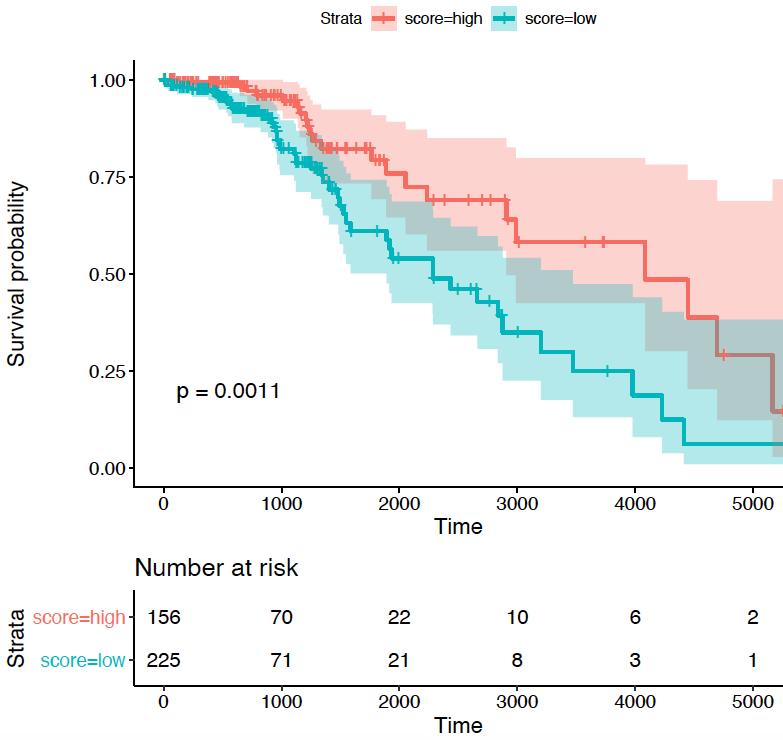 Strata score=high score=low
1.00
0.75
0.50
0.25
0.00
Survival probability
p = 0.0011
0 1000 2000 3000 4000 5000
Time
Number at risk
Strata
score=high 156 70 22 10 6 2
score=low 225 71 21 8 3 1
0 1000 2000 3000 4000 5000
Time